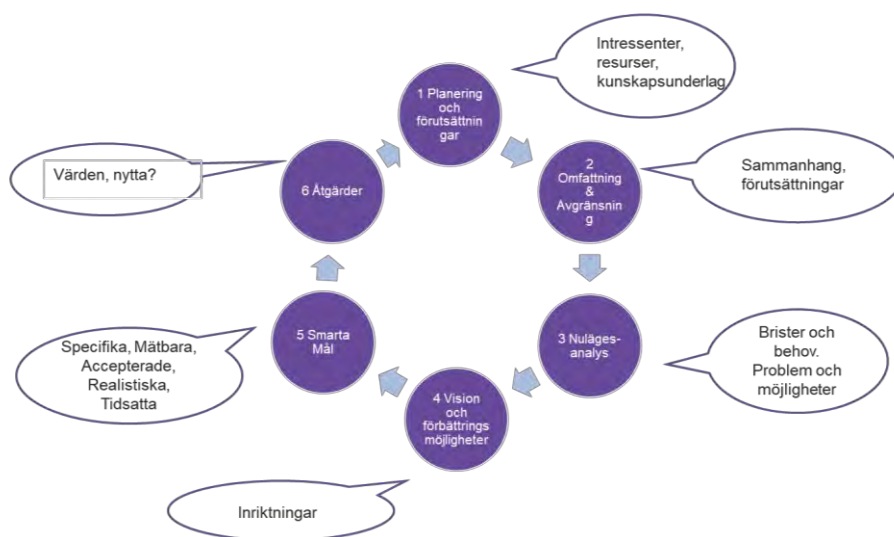 Intressenter,
resurser,
kunskapsunderlag
1 Planering
och
förutsättnin
gar
2
Omfattning
&
Avgränsnin
g
Sammanhang,
förutsättningar
3 Nuläges-
analys
Brister och
behov.
Problem och
möjligheter
4 Vision
och
förbättrings
möjligheter
Inriktningar
5 Smarta
Mål
Specifika, Mätbara,
Accepterade,
Realistiska,
Tidsatta
6 Åtgärder
Värden, nytta?